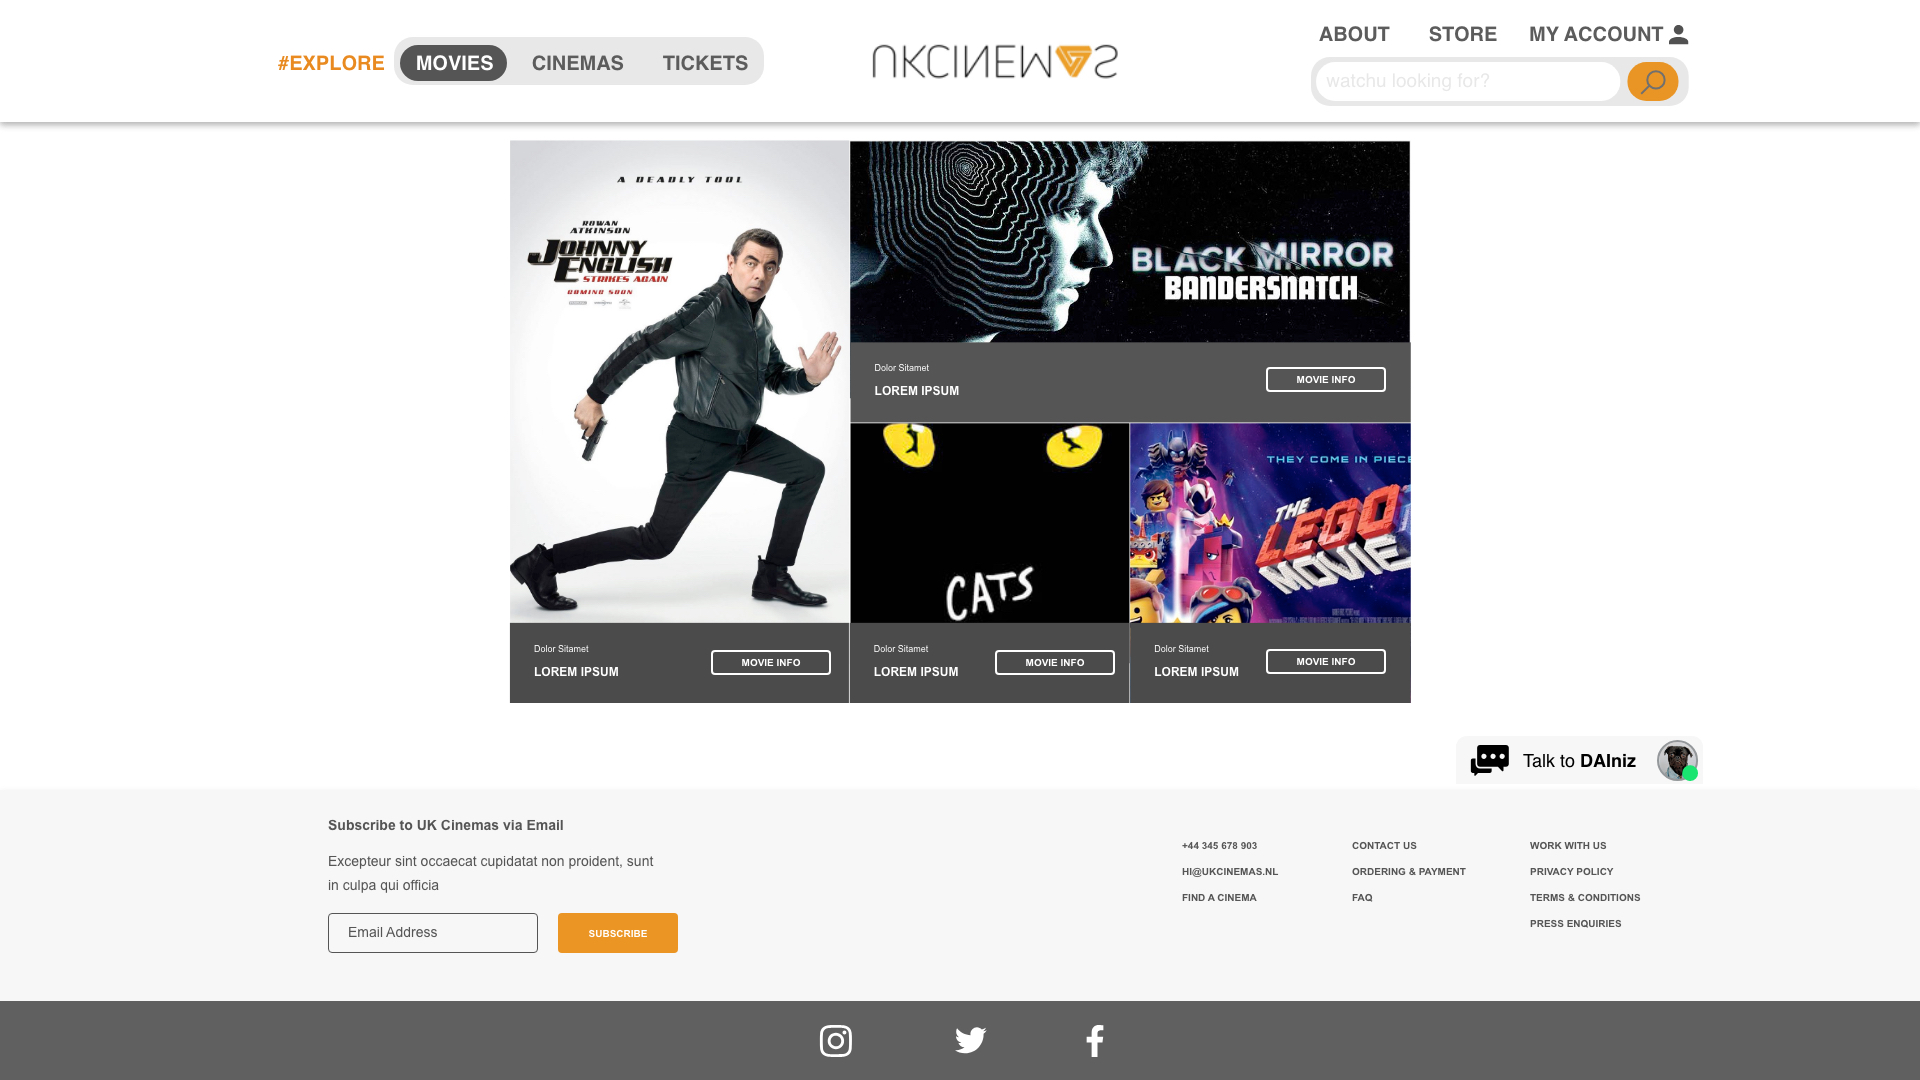 #EXPLORE
MOVIES
CINEMAS
TICKETS
UKCINEMAS
ABOUT
STORE
MY ACCOUNT
watchu looking for?
A DEADLY TOOL
ROWAN
ATKINSON
JOHNNY
ENGLISH
STRIKES AGAIN
COMING SOON
Dolor Sitamet
LOREM IPSUM
MOVIE INFO
BLACK MIRROR
BANDERSNATCH
Dolor Sitamet
LOREM IPSUM
MOVIE INFO
CATS
Dolor Sitamet
LOREM IPSUM
MOVIE INFO
THEY COME IN PIECE
THE
LEGO
MOVIE
Dolor Sitamet
LOREM IPSUM
MOVIE INFO
Talk to DAIniz
Subscribe to UK Cinemas via Email
Excepteur sint occaecat cupidatat non proident, sunt
in culpa qui officia
Email Address
SUBSCRIBE
+44 345 678 903
HI@UKCINEMAS.NL
FIND A CINEMA
CONTACT US
ORDERING & PAYMENT
FAQ
WORK WITH US
PRIVACY POLICY
TERMS & CONDITIONS
PRESS ENQUIRIES